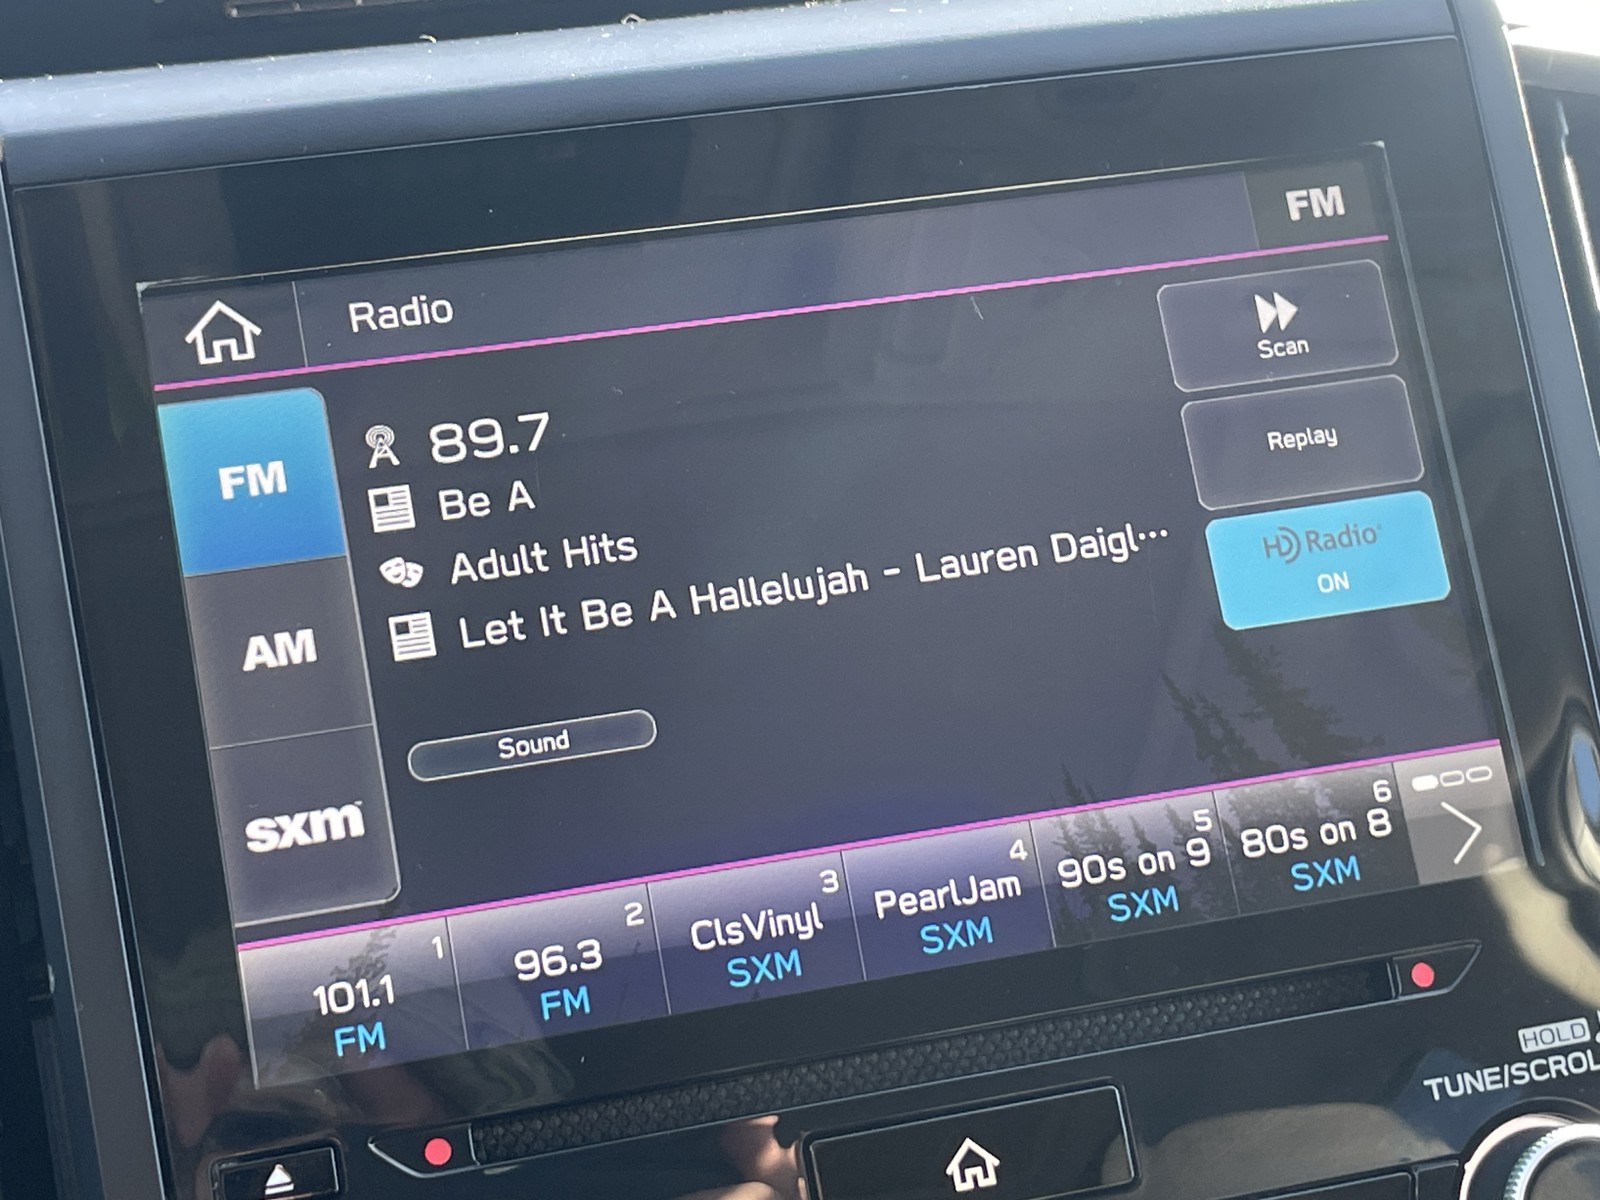 FM
Radio
Scan
89.7
Be A
Replay
FM
Adult Hits
HD Radio
ON
Let It Be A Hallelujah - Lauren Daigl...
AM
Sound
sxm
1
101.1
FM
2
96.3
FM
3
ClsVinyl
SXM
4
PearlJam
SXM
5
90s on 9
SXM
6
80s on 8
SXM
HOLD
TUNE/SCROL